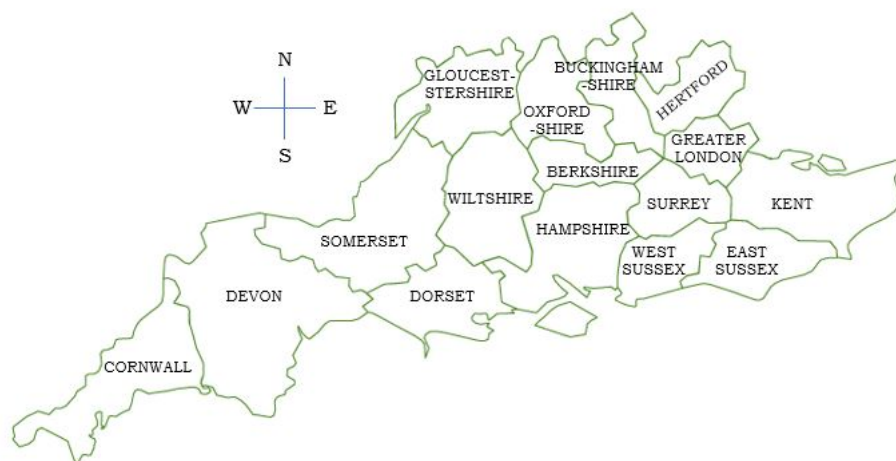 N
W
E
S
GLOUCEST-
STERSHIRE
BUCKINGHAM
-SHIRE
OXFORD
-SHIRE
HERTFORD
GREATER
LONDON
BERKSHIRE
WILTSHIRE
SURREY
KENT
SOMERSET
HAMPSHIRE
WEST
SUSSEX
EAST
SUSSEX
DEVON
DORSET
CORNWALL